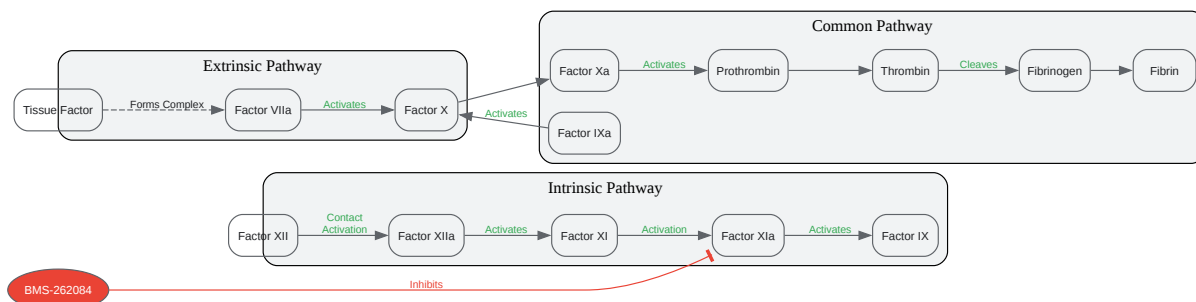 Common Pathway
Extrinsic Pathway
Factor Xa
Activates
Prothrombin
Thrombin
Cleaves
Fibrinogen
Fibrin
Tissue Factor
Forms Complex
Factor VIIa
Activates
Factor X
Activates
Factor IXa
Intrinsic Pathway
Factor XII
Contact
Activation
Factor XIIa
Activates
Factor XI
Activation
Factor XIa
Activates
Factor IX
BMS-262084
Inhibits